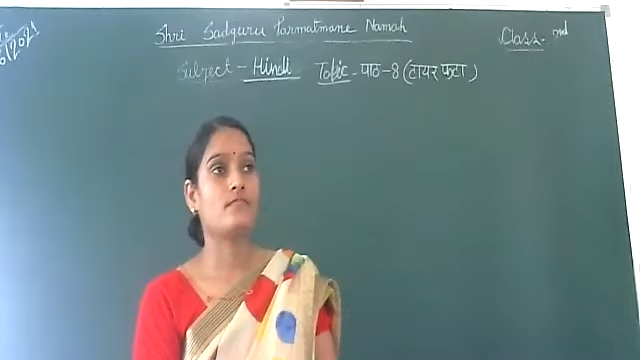 Shri Sadguru Parmatmane Namah
Class - 2nd
Subject - Hindi Topic - पाठ-8 (टायर फटा)